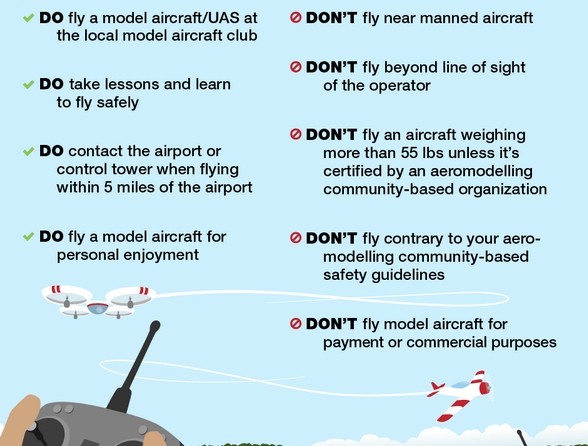 DO fly a model aircraft/UAS at
the local model aircraft club
DO take lessons and learn
to fly safely
DO contact the airport or
control tower when flying
within 5 miles of the airport
DO fly a model aircraft for
personal enjoyment
DON'T fly near manned aircraft
DON'T fly beyond line of sight
of the operator
DON'T fly an aircraft weighing
more than 55 lbs unless it's
certified by an aeromodelling
community-based organization
DON'T fly contrary to your aero-
modelling community-based
safety guidelines
DON'T fly model aircraft for
payment or commercial purposes